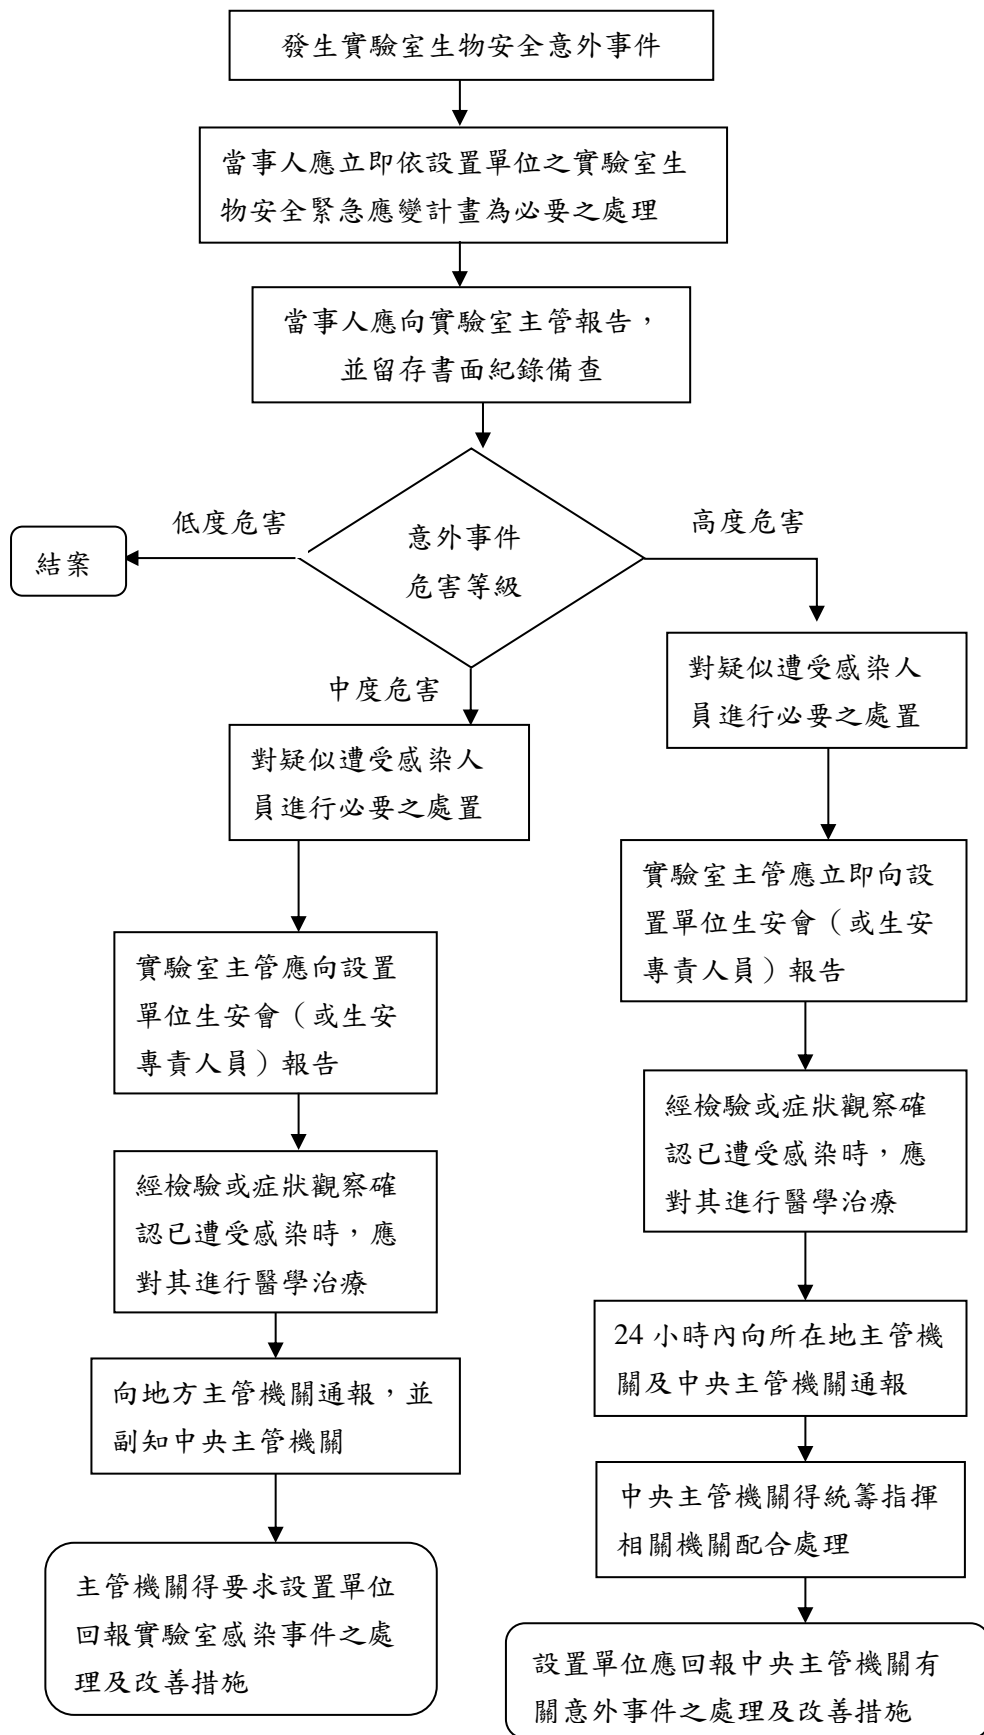 發生實驗室生物安全意外事件
當事人應立即依設置單位之實驗室生
物安全緊急應變計畫為必要之處理
當事人應向實驗室主管報告，
並留存書面紀錄備查
意外事件
危害等級
低度危害
結案
中度危害
對疑似遭受感染人
員進行必要之處置
實驗室主管應向設置
單位生安會（或生安
專責人員）報告
經檢驗或症狀觀察確
認已遭受感染時，應
對其進行醫學治療
向地方主管機關通報，並
副知中央主管機關
主管機關得要求設置單位
回報實驗室感染事件之處
理及改善措施
高度危害
對疑似遭受感染人
員進行必要之處置
實驗室主管應立即向設
置單位生安會（或生安
專責人員）報告
經檢驗或症狀觀察確
認已遭受感染時，應
對其進行醫學治療
24 小時內向所在地主管機
關及中央主管機關通報
中央主管機關得統籌指揮
相關機關配合處理
設置單位應回報中央主管機關有
關意外事件之處理及改善措施